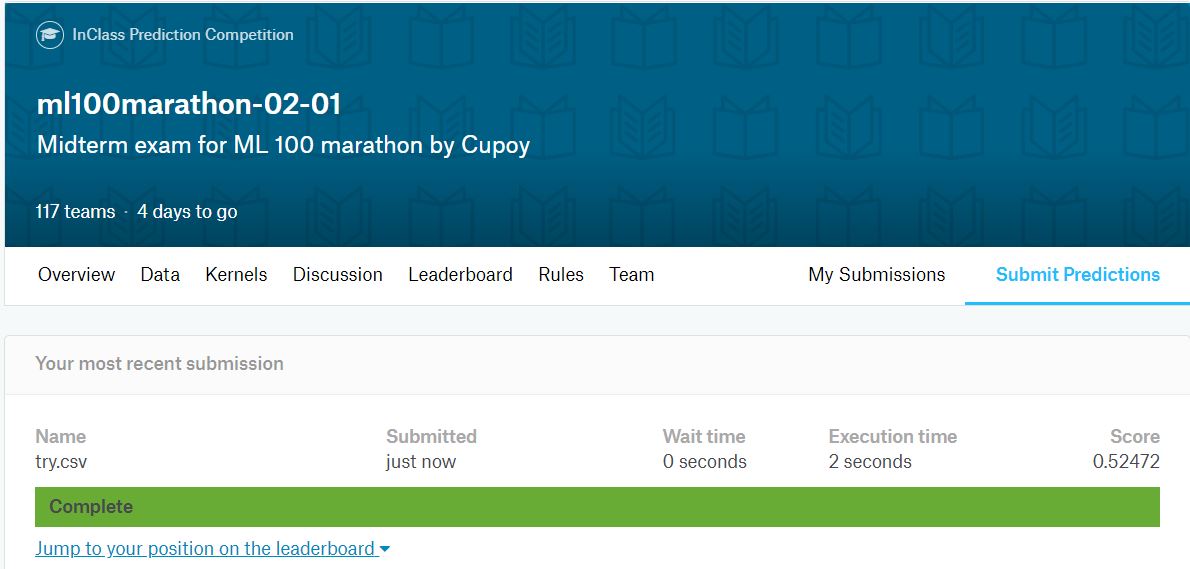 InClass Prediction Competition
ml100marathon-02-01
Midterm exam for ML 100 marathon by Cupoy
117 teams · 4 days to go
Overview Data Kernels Discussion Leaderboard Rules Team My Submissions Submit Predictions
Your most recent submission
Name Submitted Wait time Execution time Score
try.csv just now 0 seconds 2 seconds 0.52472
Complete
Jump to your position on the leaderboard